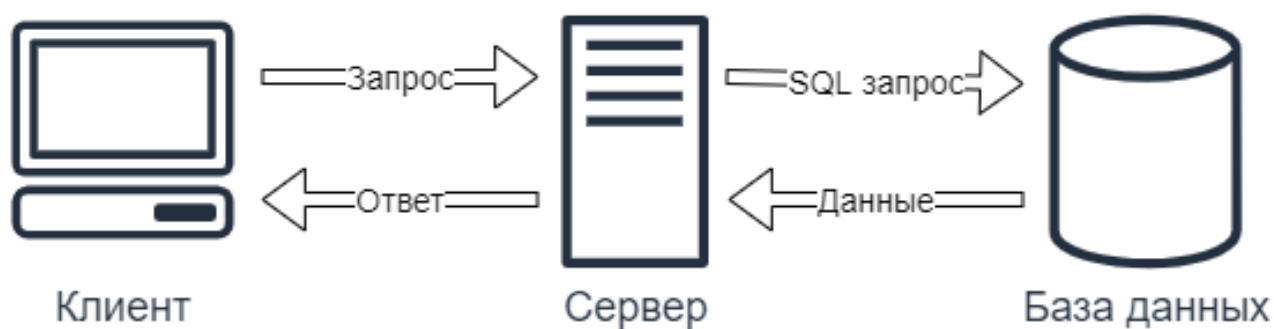 Запрос
SQL запрос
Ответ
Данные
Клиент
Сервер
База данных